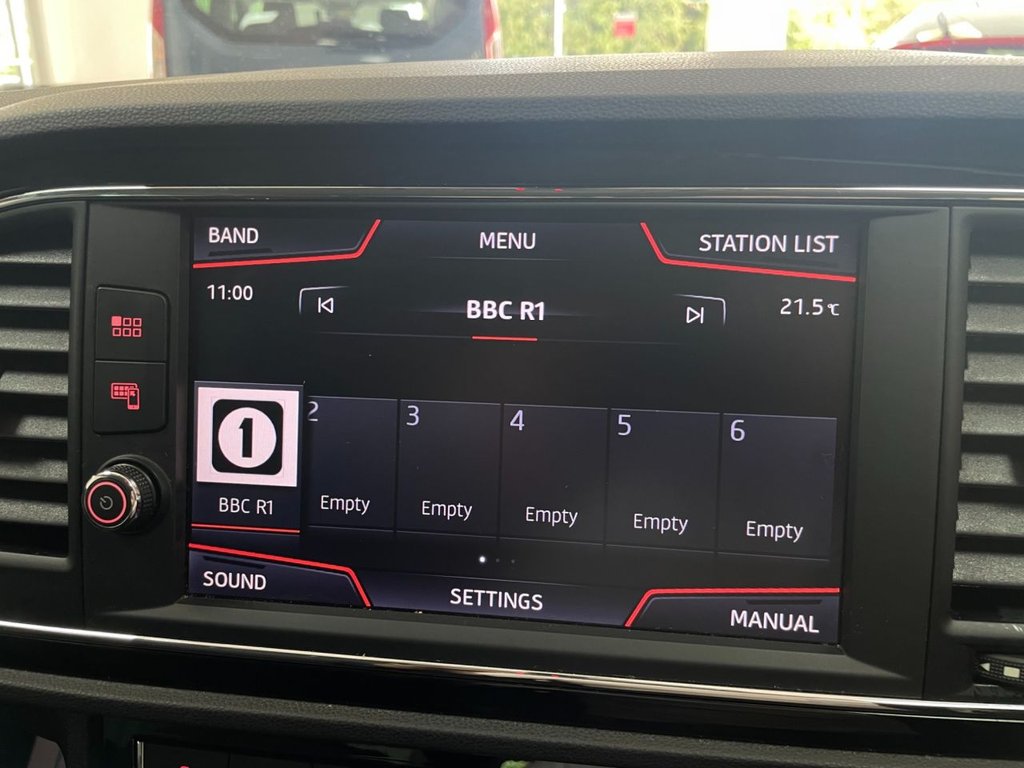 BAND
MENU
STATION LIST
11:00
BBC R1
21.5°C
1
2
3
4
5
6
BBC R1
Empty
Empty
Empty
Empty
Empty
SOUND
SETTINGS
MANUAL